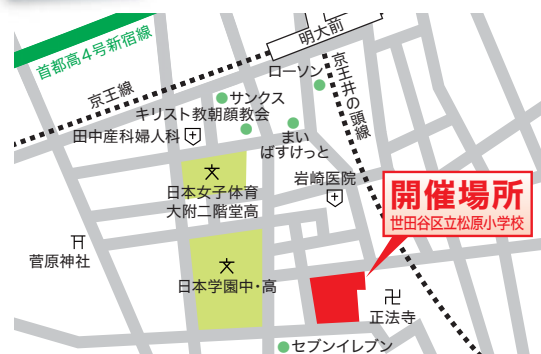 明大前
首都高4号新宿線
ローソン
京王線
京王井の頭線
サンクス
キリスト教朝顔教会
田中産科婦人科
まい
ばすけっと
岩崎医院
日本女子体育
大附二階堂高
開催場所
世田谷区立松原小学校
菅原神社
日本学園中・高
正法寺
セブンイレブン